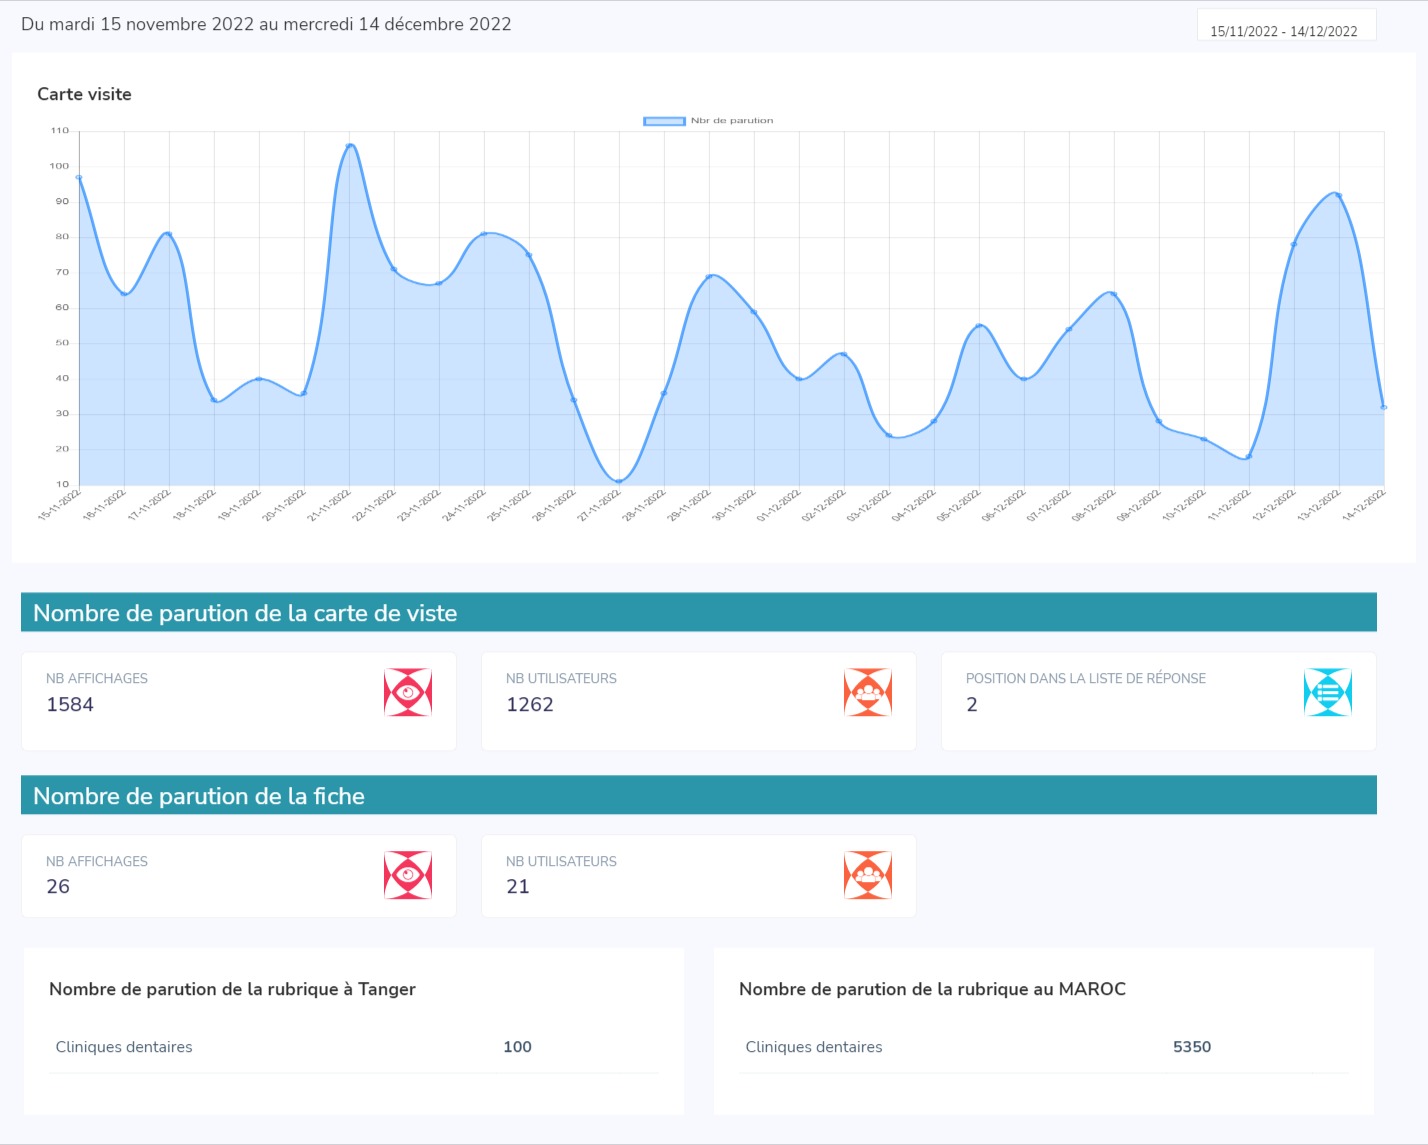 Du mardi 15 novembre 2022 au mercredi 14 décembre 2022
15/11/2022 - 14/12/2022
Carte visite
Nbr de parution
110
100
90
80
70
60
50
40
30
20
10
15-11-2022 16-11-2022 17-11-2022 18-11-2022 19-11-2022 20-11-2022 21-11-2022 22-11-2022 23-11-2022 24-11-2022 25-11-2022 26-11-2022 27-11-2022 28-11-2022 29-11-2022 30-11-2022 01-12-2022 02-12-2022 03-12-2022 04-12-2022 05-12-2022 06-12-2022 07-12-2022 08-12-2022 09-12-2022 10-12-2022 11-12-2022 12-12-2022 13-12-2022 14-12-2022
Nombre de parution de la carte de viste
NB AFFICHAGES
1584
NB UTILISATEURS
1262
POSITION DANS LA LISTE DE RÉPONSE
2
Nombre de parution de la fiche
NB AFFICHAGES
26
NB UTILISATEURS
21
Nombre de parution de la rubrique à Tanger
Cliniques dentaires 100
Nombre de parution de la rubrique au MAROC
Cliniques dentaires 5350